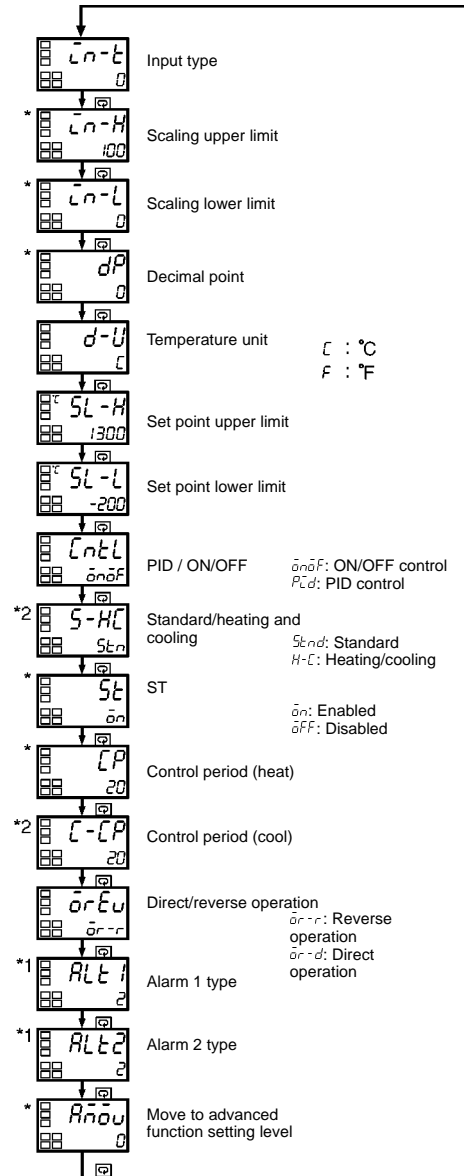 in-t
0
Input type
*
in-H
100
Scaling upper limit
*
in-L
0
Scaling lower limit
*
dP
0
Decimal point
d-U
C
Temperature unit
C : °C
F : °F
°C
SL-H
1300
Set point upper limit
°C
SL-L
-200
Set point lower limit
CntL
onoF
PID / ON/OFF
onoF: ON/OFF control
Pid: PID control
*2
S-HC
Stn
Standard/heating and
cooling
Stnd: Standard
H-C: Heating/cooling
*
St
on
ST
on: Enabled
oFF: Disabled
*
CP
20
Control period (heat)
*2
C-CP
20
Control period (cool)
orEv
or-r
Direct/reverse operation
or-r: Reverse
operation
or-d: Direct
operation
*1
ALt1
2
Alarm 1 type
*1
ALt2
2
Alarm 2 type
*
Amov
0
Move to advanced
function setting level